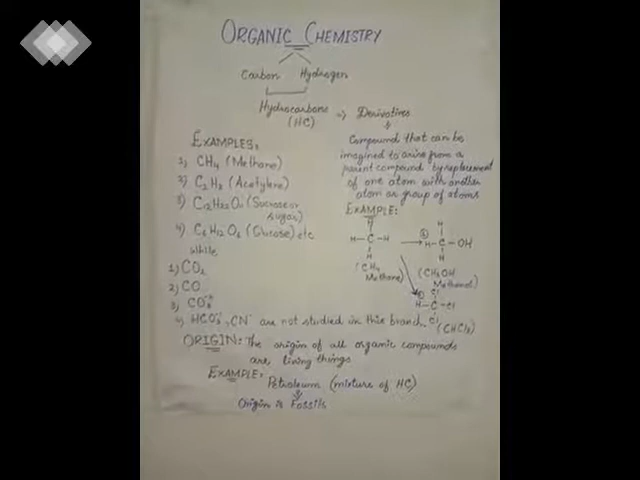 ORGANIC CHEMISTRY
Carbon Hydrogen
Hydrocarbons => Derivatives
(HC)
Compound that can be
imagined to arise from a
parent compound by replacement
of one atom with another
atom or group of atoms
EXAMPLES:
1) CH4 (Methane)
2) C2H2 (Acetylene)
3) C12H22O11 (Sucrose or
sugar)
4) C6H12O6 (Glucose) etc
while
1) CO2
2) CO
3) CO3
4) HCO3, CN are not studied in this branch.
EXAMPLE:
H
H-C-H
H
(CH4
Methane)
H
H-C-OH
H
(CH3OH
Methanol)
Cl
H-C-Cl
Cl
(CHCl3)
ORIGIN: The origin of all organic compounds
are living things
EXAMPLE:
Petroleum (mixture of HC)
Origin is Fossils